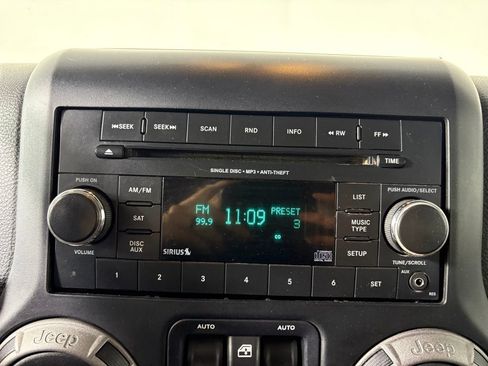 ⏮SEEK SEEK⏭ SCAN RND INFO ◀◀ RW FF ▶▶
TIME
SINGLE DISC • MP3 • ANTI-THEFT
PUSH ON
AM/FM
SAT
DISC
AUX
VOLUME
FM 11:09 PRESET
99.9 3
CD
SIRIUS
LIST
MUSIC
TYPE
SETUP
PUSH AUDIO/SELECT
TUNE/SCROLL
AUX
1 2 3 4 5 6 SET
RES
AUTO AUTO
Jeep Jeep